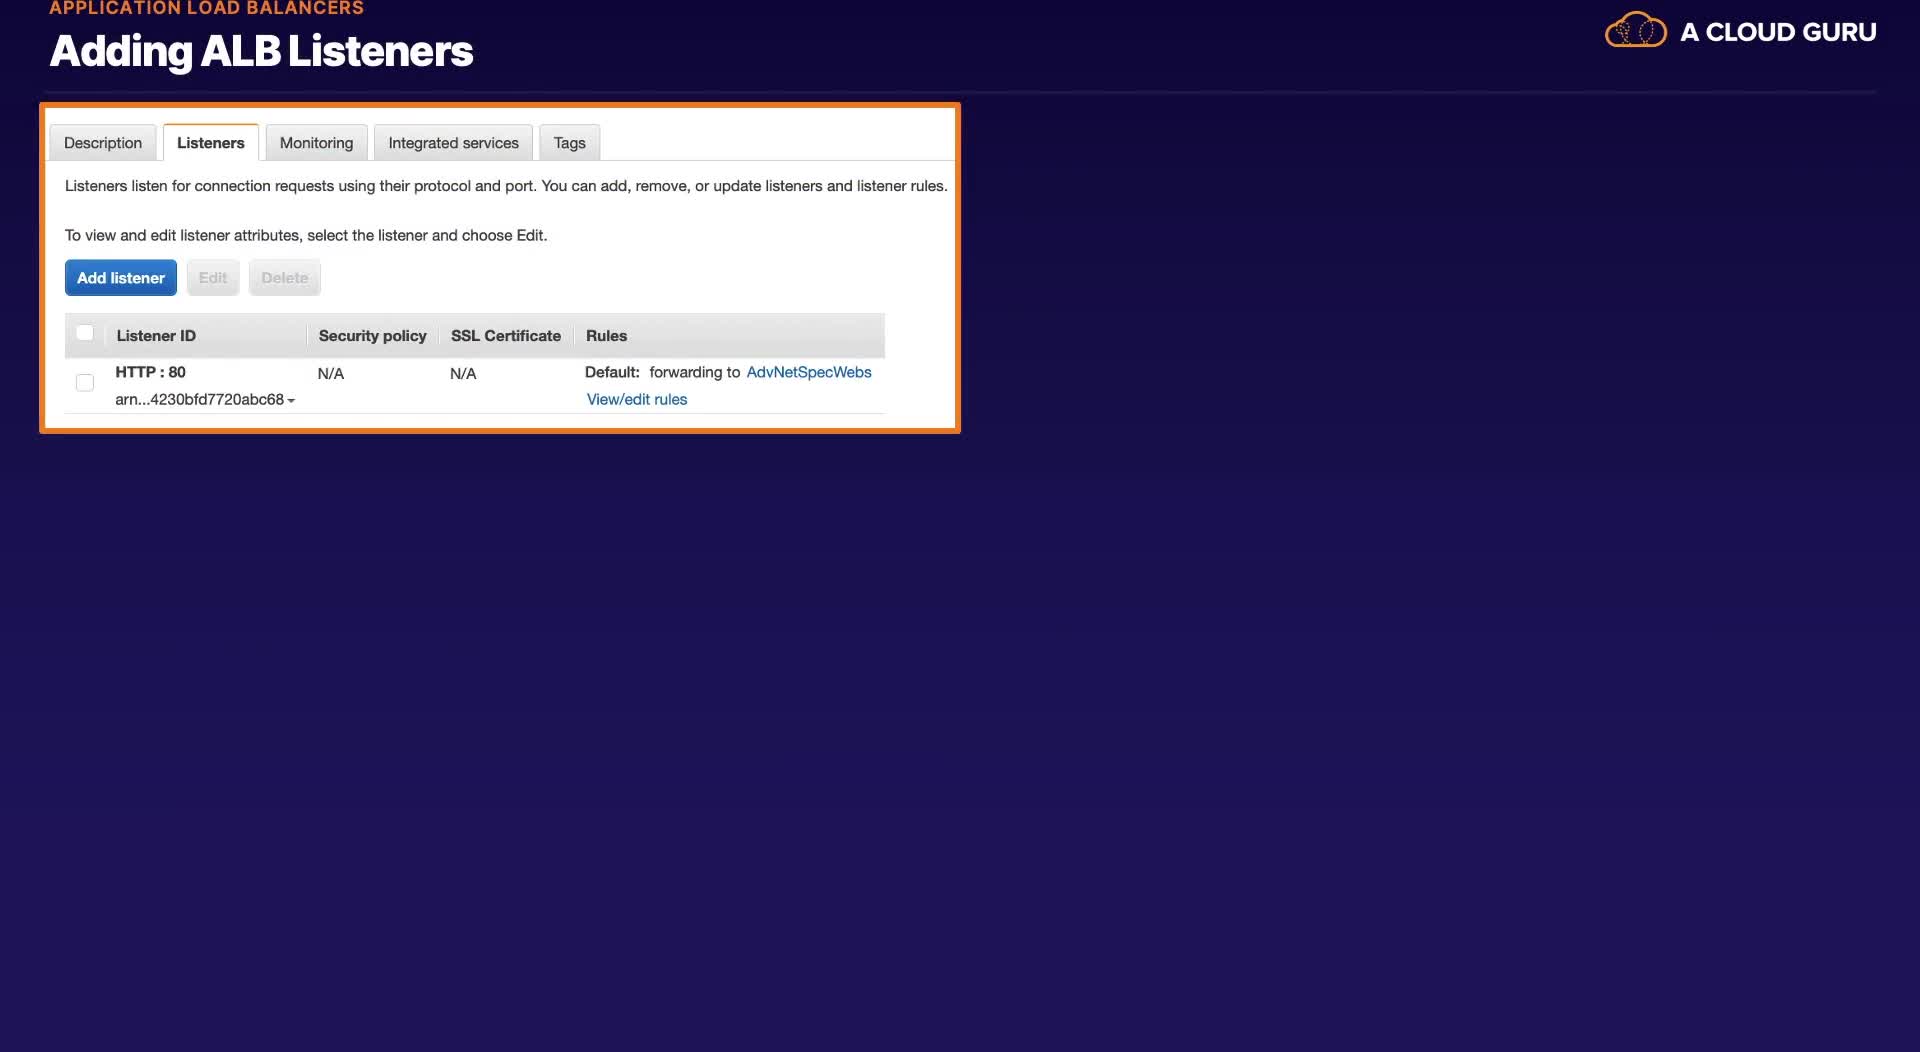 APPLICATION LOAD BALANCERS
Adding ALB Listeners
A CLOUD GURU
Description Listeners Monitoring Integrated services Tags
Listeners listen for connection requests using their protocol and port. You can add, remove, or update listeners and listener rules.
To view and edit listener attributes, select the listener and choose Edit.
Add listener Edit Delete
Listener ID Security policy SSL Certificate Rules
HTTP : 80 N/A N/A Default: forwarding to AdvNetSpecWebs
arn...4230bfd7720abc68 View/edit rules